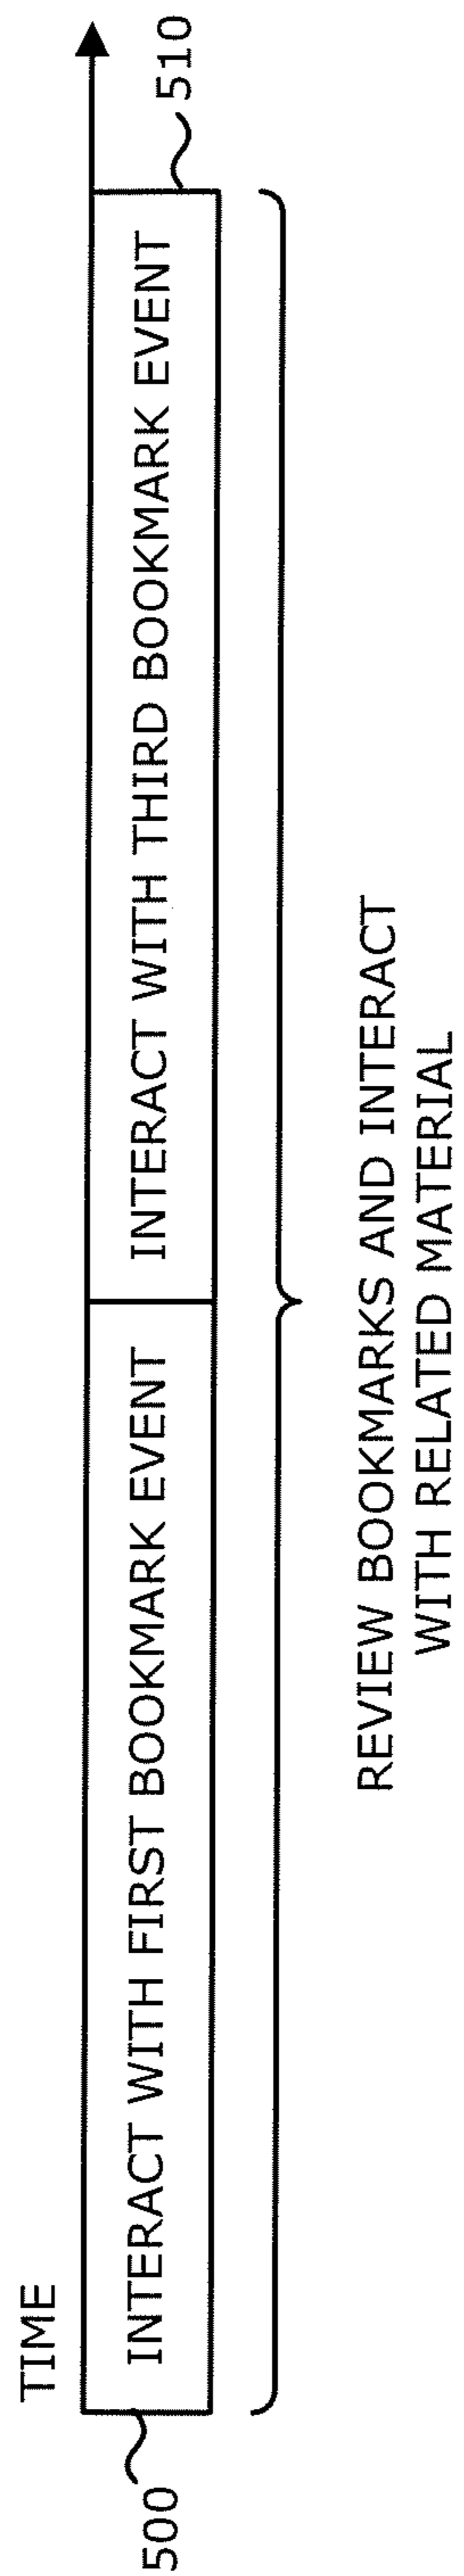 TIME
500
INTERACT WITH FIRST BOOKMARK EVENT
INTERACT WITH THIRD BOOKMARK EVENT
510
REVIEW BOOKMARKS AND INTERACT
WITH RELATED MATERIAL